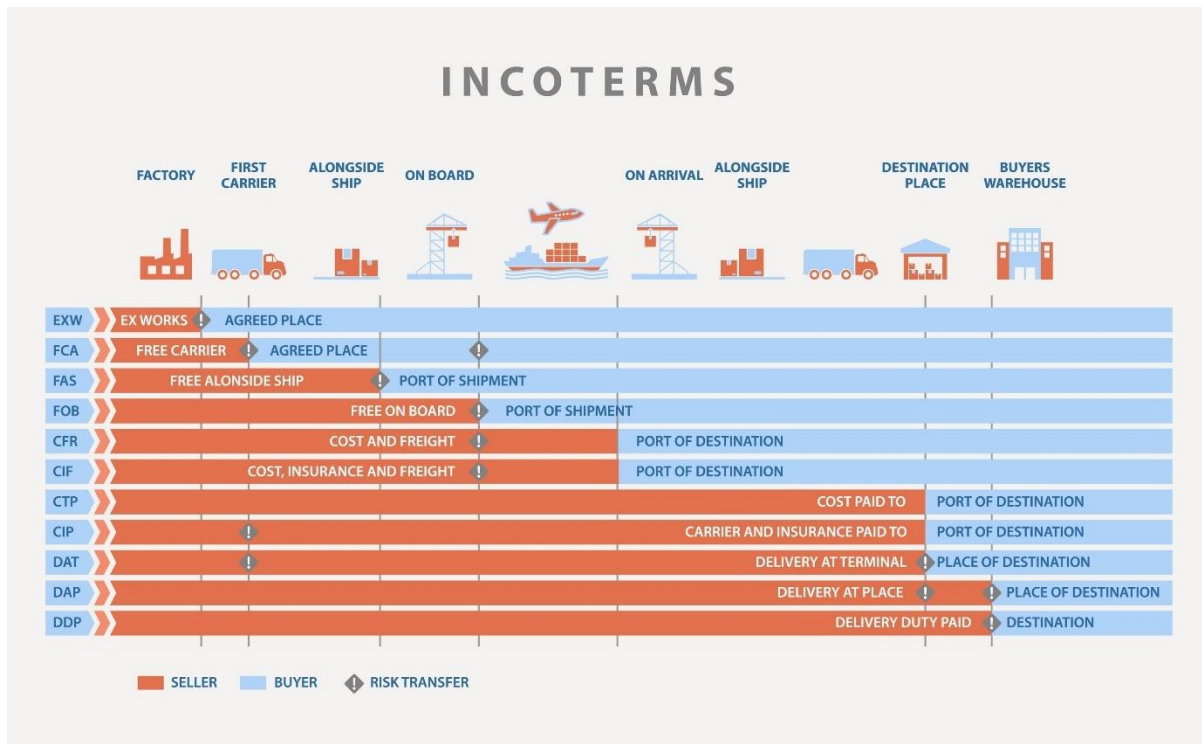 INCOTERMS
FACTORY
FIRST
CARRIER
ALONGSIDE
SHIP
ON BOARD
ON ARRIVAL
ALONGSIDE
SHIP
DESTINATION
PLACE
BUYERS
WAREHOUSE
EXW EX WORKS ! AGREED PLACE
FCA FREE CARRIER ! AGREED PLACE !
FAS FREE ALONSIDE SHIP ! PORT OF SHIPMENT
FOB FREE ON BOARD ! PORT OF SHIPMENT
CFR COST AND FREIGHT ! PORT OF DESTINATION
CIF COST, INSURANCE AND FREIGHT ! PORT OF DESTINATION
CTP COST PAID TO PORT OF DESTINATION
CIP ! CARRIER AND INSURANCE PAID TO PORT OF DESTINATION
DAT ! DELIVERY AT TERMINAL ! PLACE OF DESTINATION
DAP DELIVERY AT PLACE ! ! PLACE OF DESTINATION
DDP DELIVERY DUTY PAID ! DESTINATION
SELLER BUYER ! RISK TRANSFER